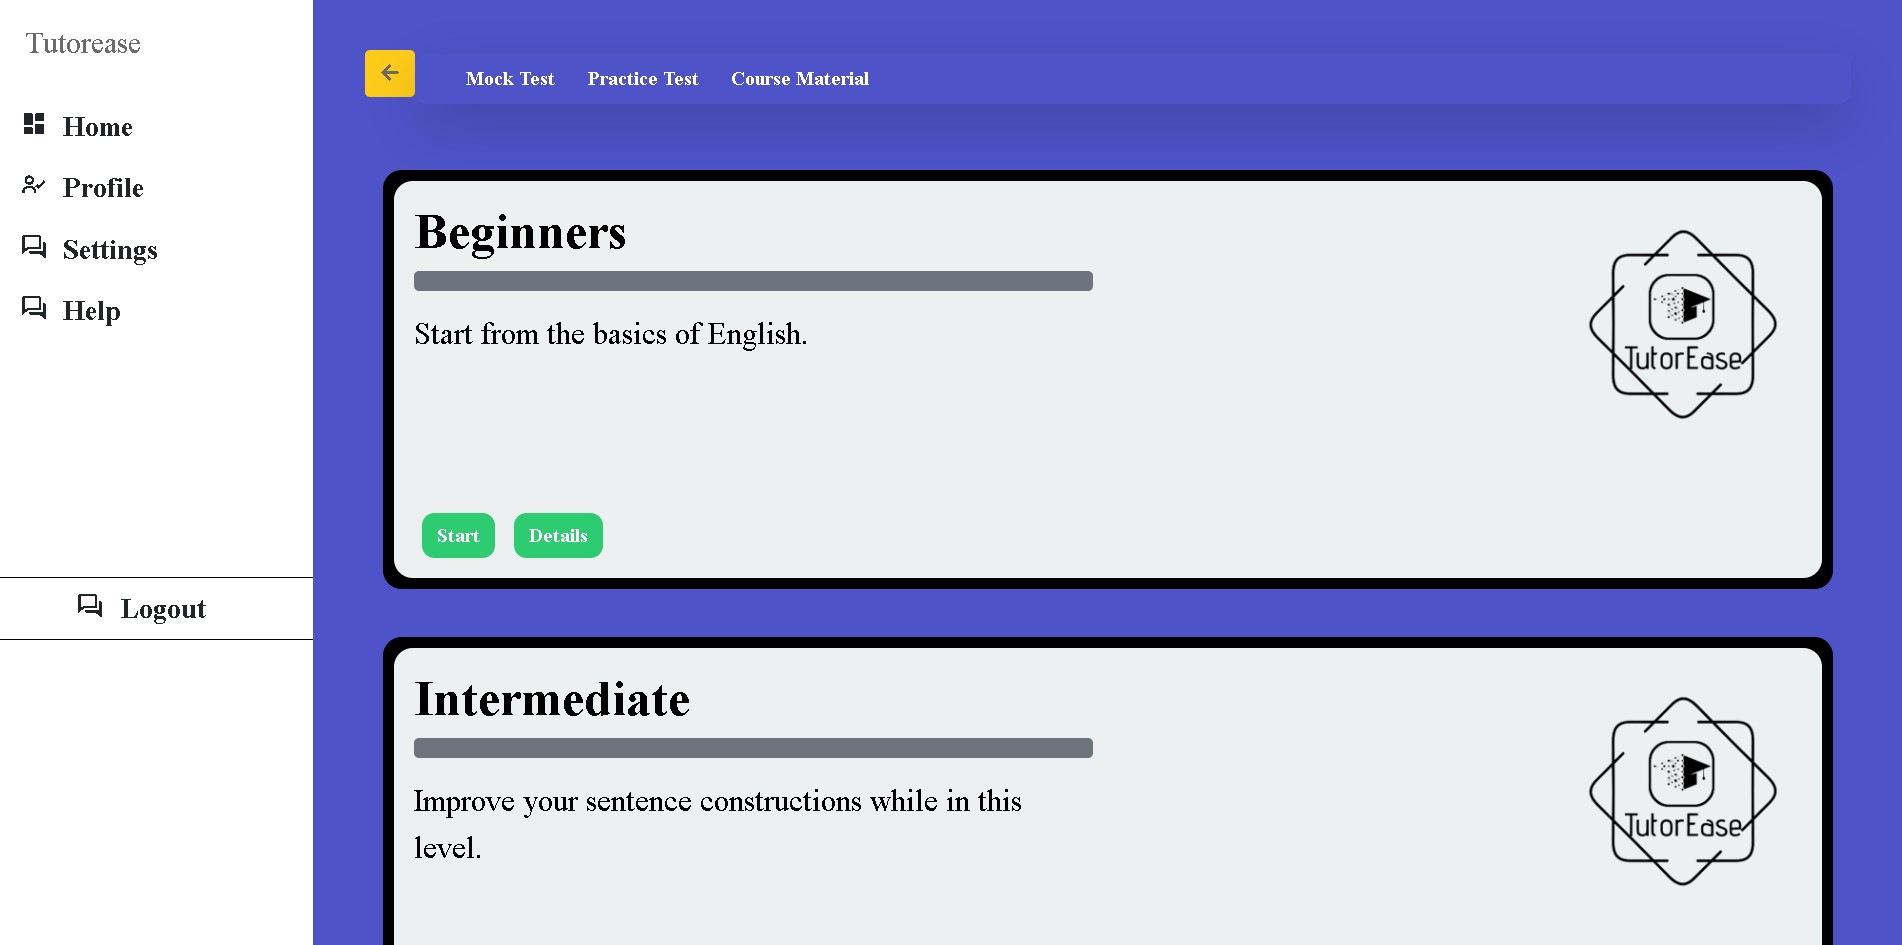 Tutorease
Home
Profile
Settings
Help
Logout
Mock Test
Practice Test
Course Material
Beginners
Start from the basics of English.
Start
Details
TutorEase
Intermediate
Improve your sentence constructions while in this
level.
TutorEase